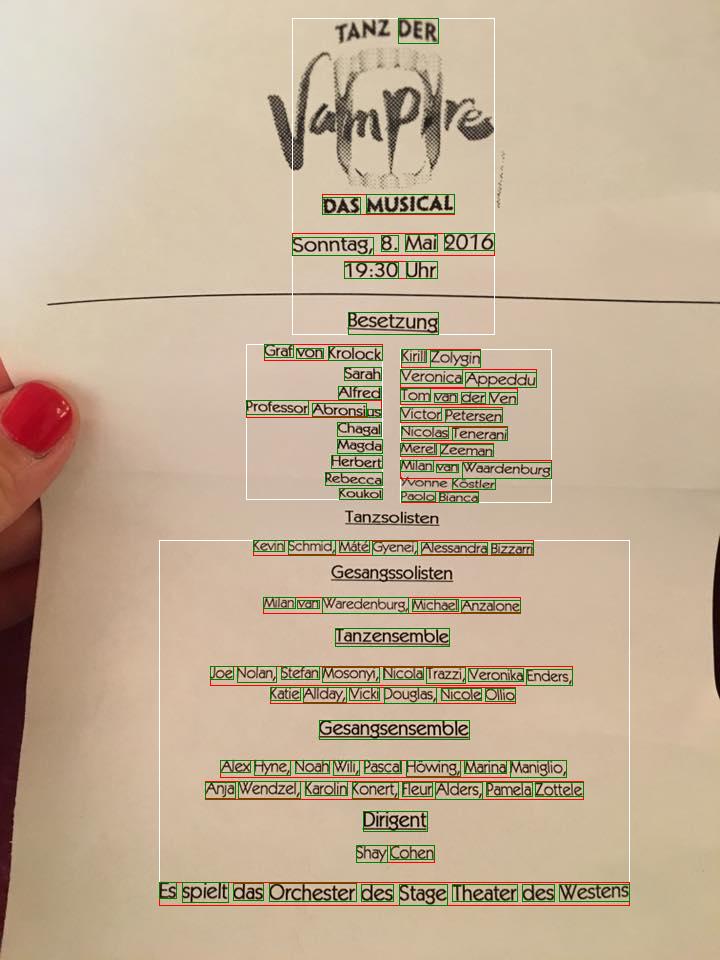 TANZ DER
Vampire
DAS MUSICAL
Sonntag, 8. Mai 2016
19:30 Uhr
Besetzung
Graf von Krolock Kirill Zolygin
Sarah Veronica Appeddu
Alfred Tom van der Ven
Professor Abronsius Victor Petersen
Chagal Nicolas Tenerani
Magda Merel Zeeman
Herbert Milan van Waardenburg
Rebecca Yvonne Köstler
Koukol Paolo Bianca
Tanzsolisten
Kevin Schmid, Máté Gyenei, Alessandra Bizzarri
Gesangssolisten
Milan van Waredenburg, Michael Anzalone
Tanzensemble
Joe Nolan, Stefan Mosonyi, Nicola Trazzi, Veronika Enders,
Katie Allday, Vicki Douglas, Nicole Ollio
Gesangsensemble
Alex Hyne, Noah Wili, Pascal Höwing, Marina Maniglio,
Anja Wendzel, Karolin Konert, Fleur Alders, Pamela Zottele
Dirigent
Shay Cohen
Es spielt das Orchester des Stage Theater des Westens